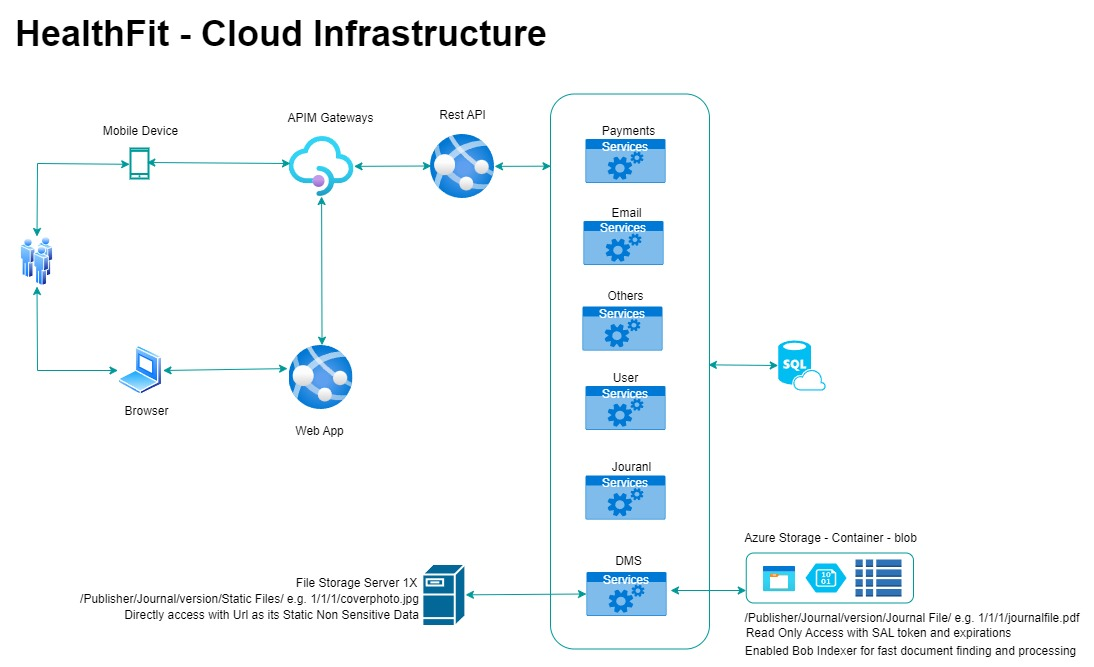 HealthFit - Cloud Infrastructure
Mobile Device
APIM Gateways
Rest API
Payments
Services
Email
Services
Others
Services
SQL
User
Services
Browser
Web App
Jouranl
Services
DMS
Services
File Storage Server 1X
/Publisher/Journal/version/Static Files/ e.g. 1/1/1/coverphoto.jpg
Directly access with Url as its Static Non Sensitive Data
Azure Storage - Container - blob
10
01
/Publisher/Journal/version/Journal File/ e.g. 1/1/1/journalfile.pdf
Read Only Access with SAL token and expirations
Enabled Bob Indexer for fast document finding and processing